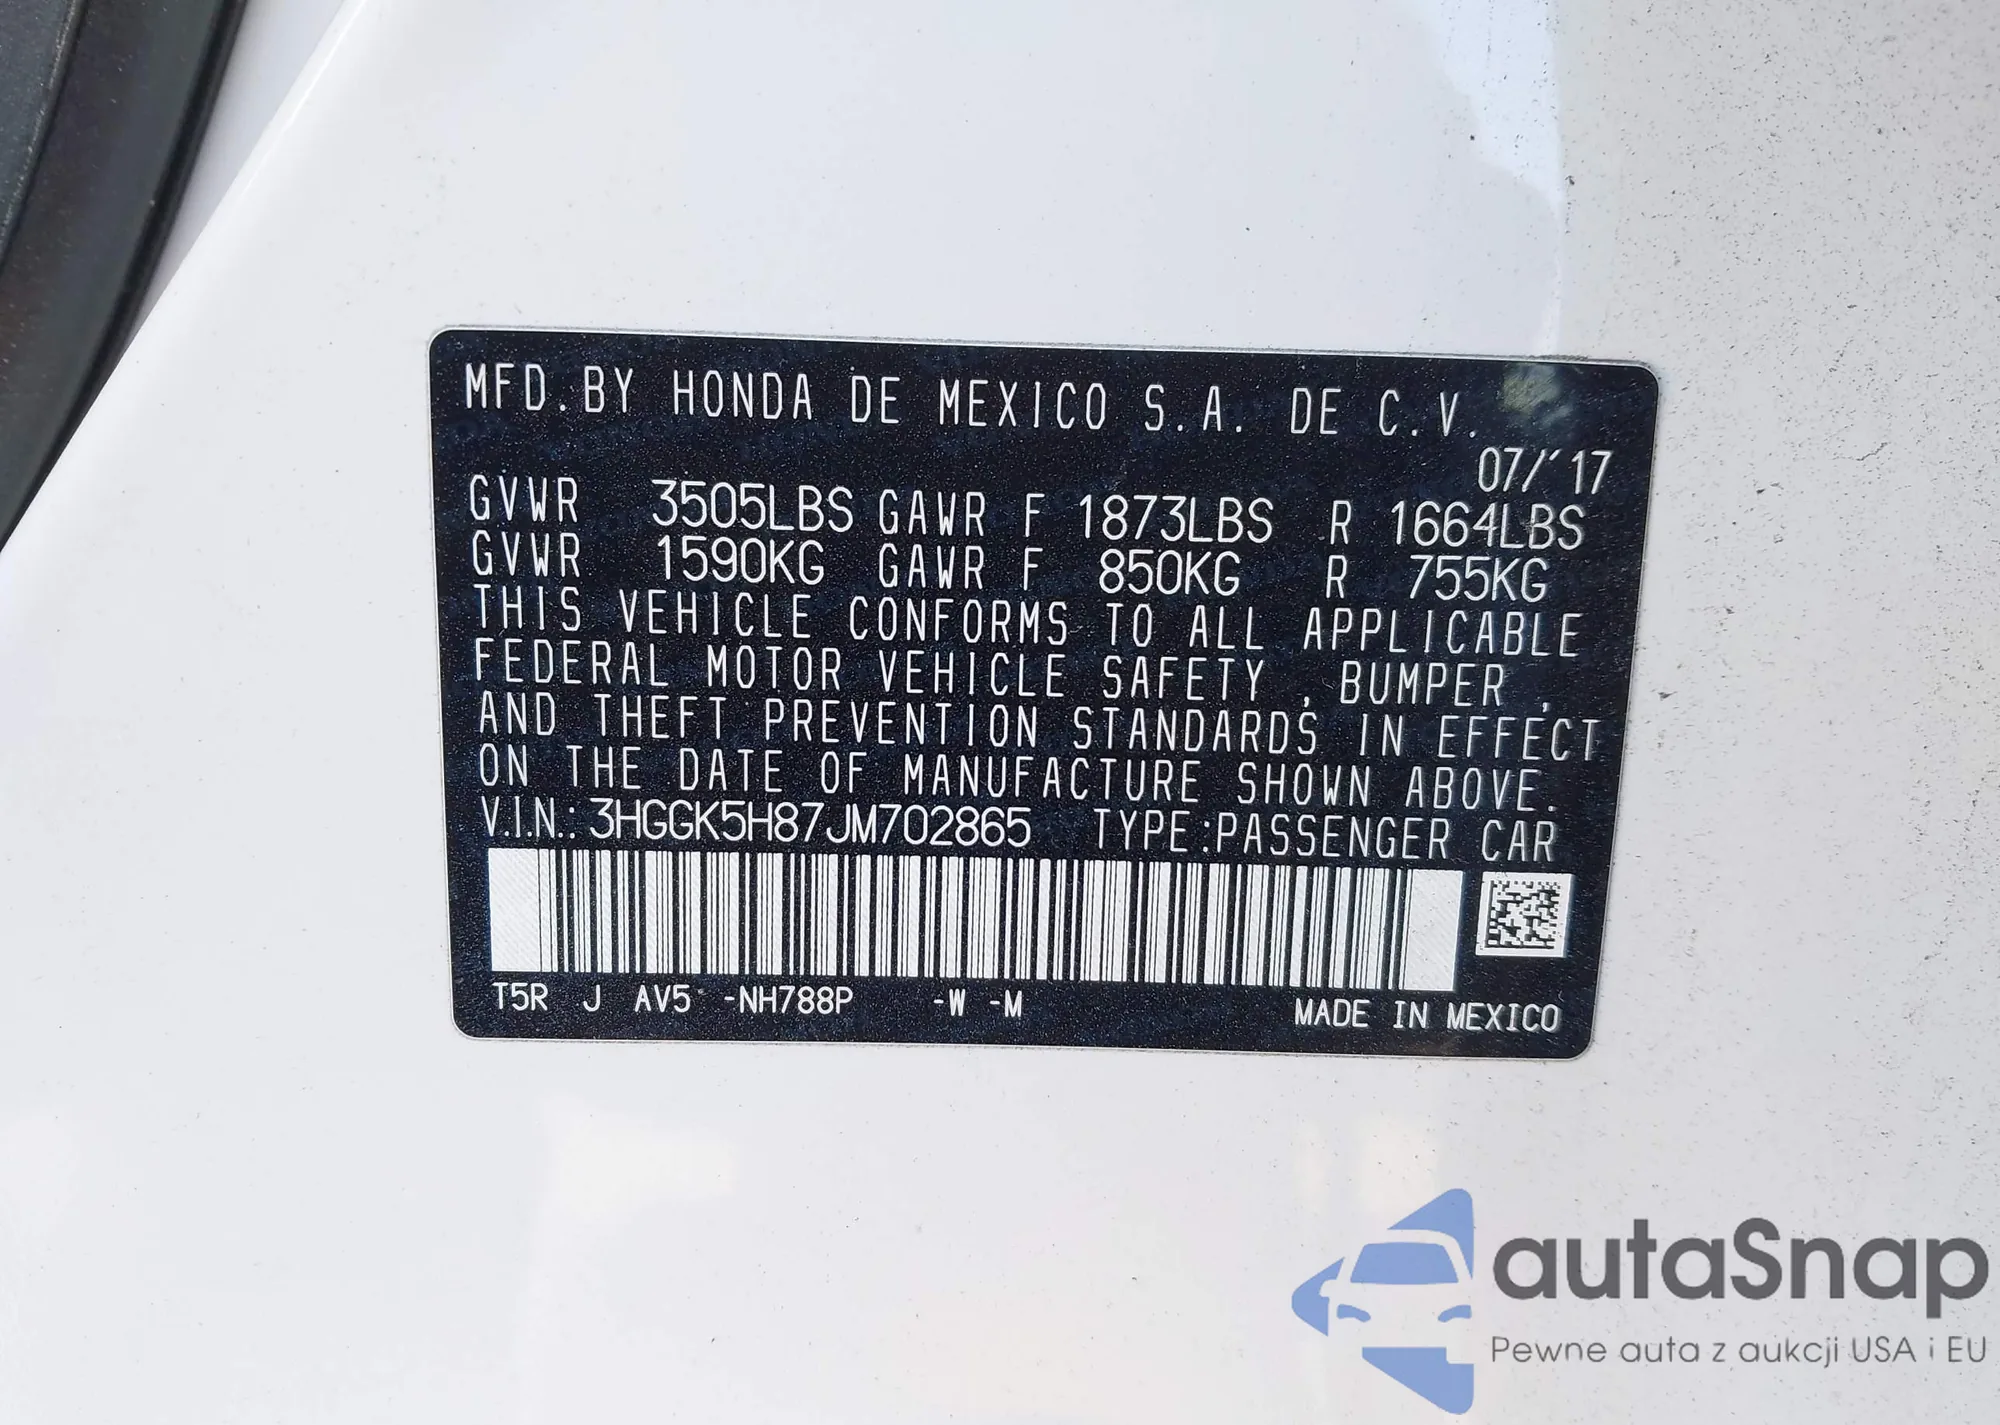 MFD.BY HONDA DE MEXICO S.A. DE C.V.
07/'17
GVWR 3505LBS GAWR F 1873LBS R 1664LBS
GVWR 1590KG GAWR F 850KG R 755KG
THIS VEHICLE CONFORMS TO ALL APPLICABLE
FEDERAL MOTOR VEHICLE SAFETY , BUMPER ,
AND THEFT PREVENTION STANDARDS IN EFFECT
ON THE DATE OF MANUFACTURE SHOWN ABOVE.
V.I.N.: 3HGGK5H87JM702865 TYPE:PASSENGER CAR
T5R J AV5 -NH788P -W -M MADE IN MEXICO
autaSnap
Pewne auta z aukcji USA i EU